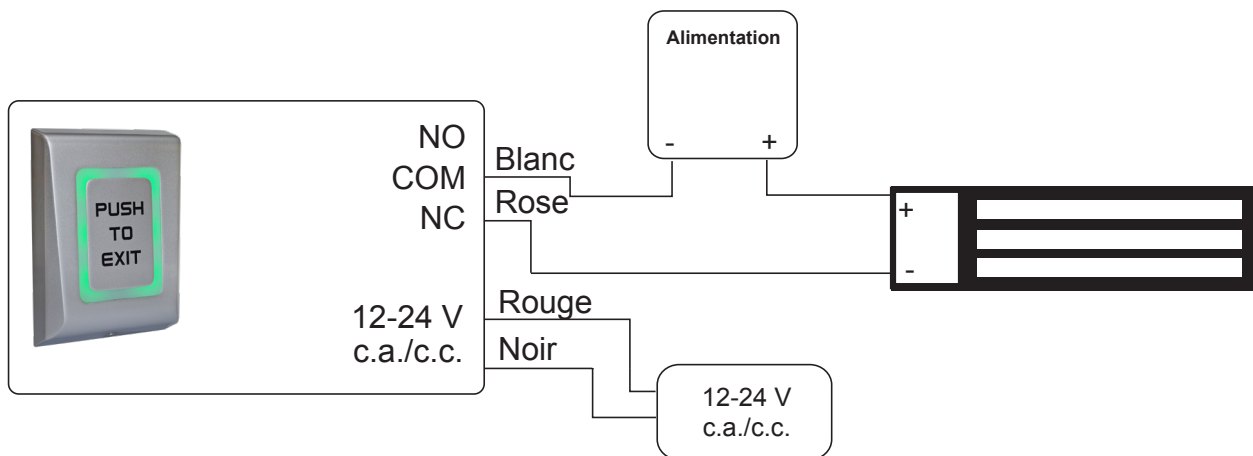 Alimentation
- +
NO
COM
NC
Blanc
Rose
PUSH
TO
EXIT
+
-
12-24 V
c.a./c.c.
Rouge
Noir
12-24 V
c.a./c.c.